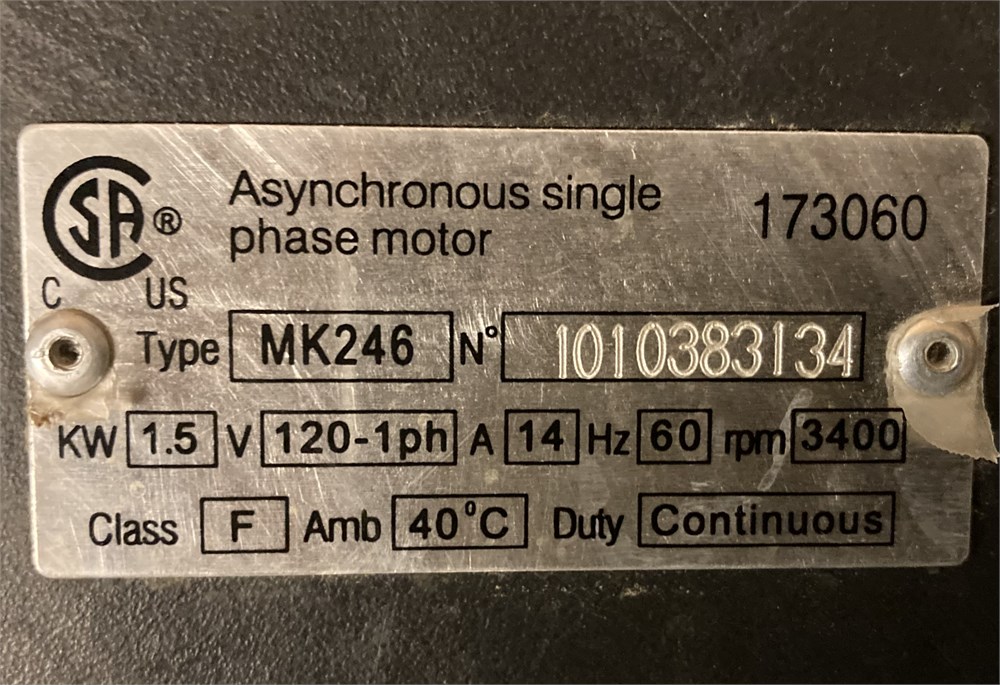 CSA ® Asynchronous single
phase motor 173060
C US
Type MK246 N° 1010383134
KW 1.5 V 120-1ph A 14 Hz 60 rpm 3400
Class F Amb 40°C Duty Continuous